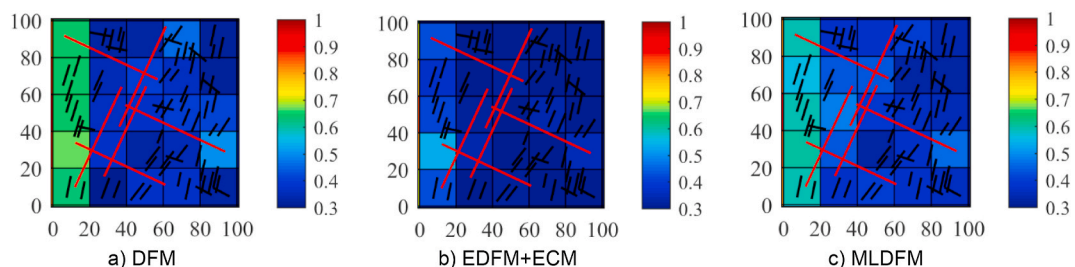 100 1 100 1 100 1
80 0.9 80 0.9 80 0.9
0.8 0.8 0.8
60 0.7 60 0.7 60 0.7
40 0.6 40 0.6 40 0.6
0.5 0.5 0.5
20 0.4 20 0.4 20 0.4
0 0.3 0 0.3 0 0.3
0 20 40 60 80 100 0 20 40 60 80 100 0 20 40 60 80 100
a) DFM b) EDFM+ECM c) MLDFM